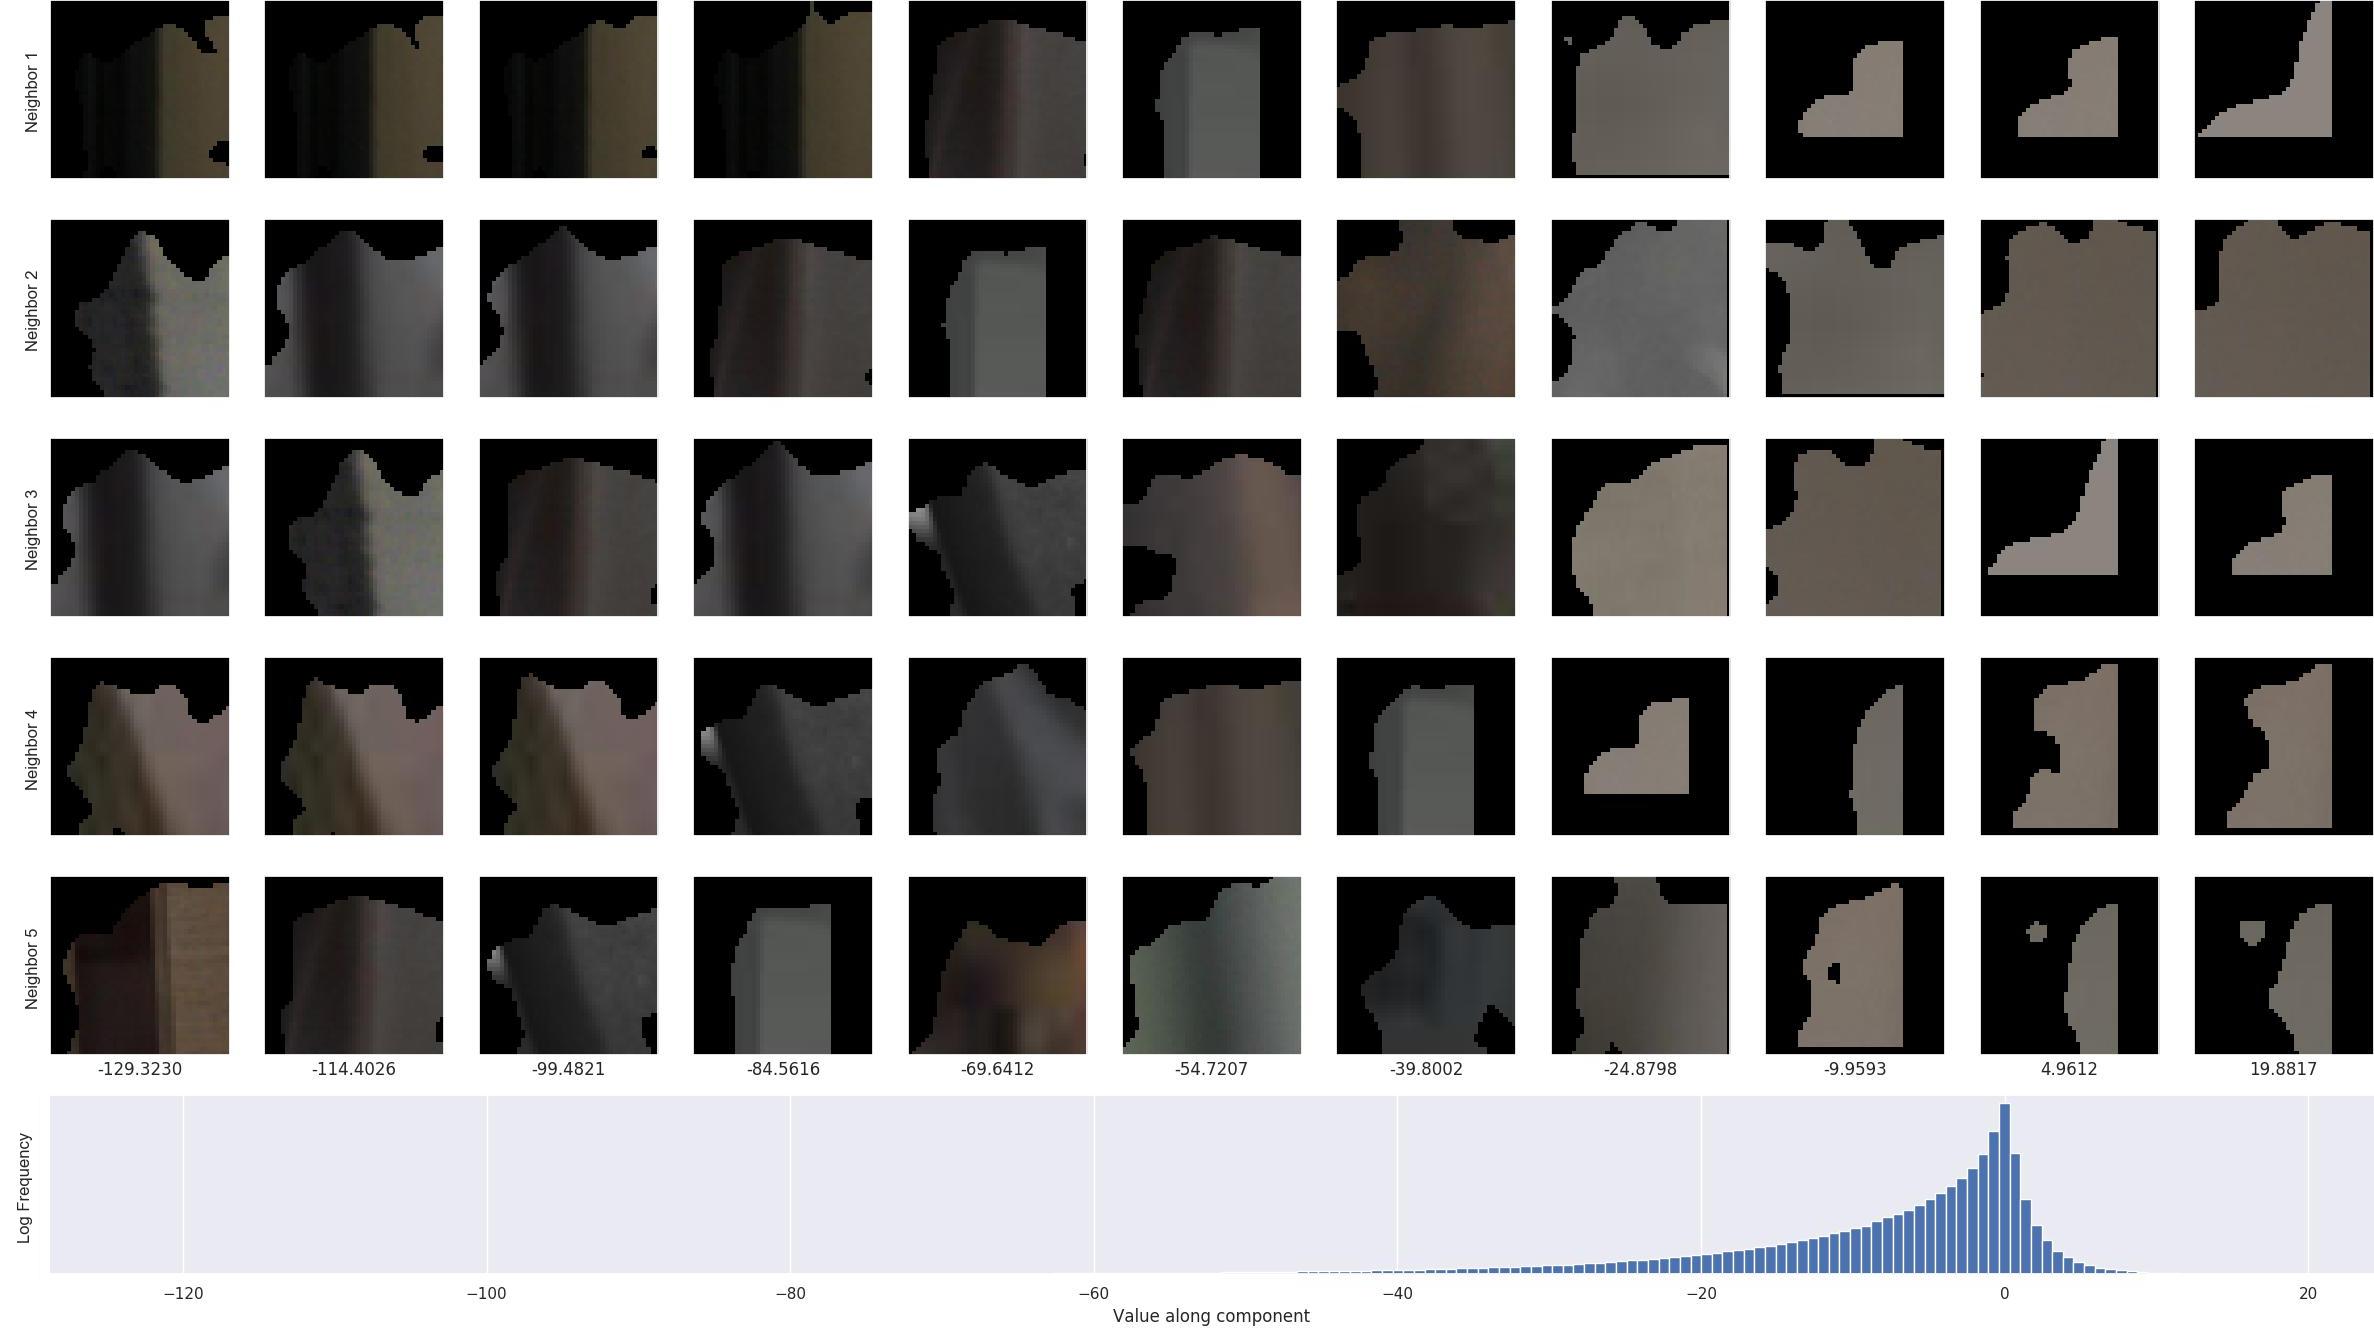 Neighbor 1
Neighbor 2
Neighbor 3
Neighbor 4
Neighbor 5
-129.3230 -114.4026 -99.4821 -84.5616 -69.6412 -54.7207 -39.8002 -24.8798 -9.9593 4.9612 19.8817
Log Frequency
−120 −100 −80 −60 −40 −20 0 20
Value along component